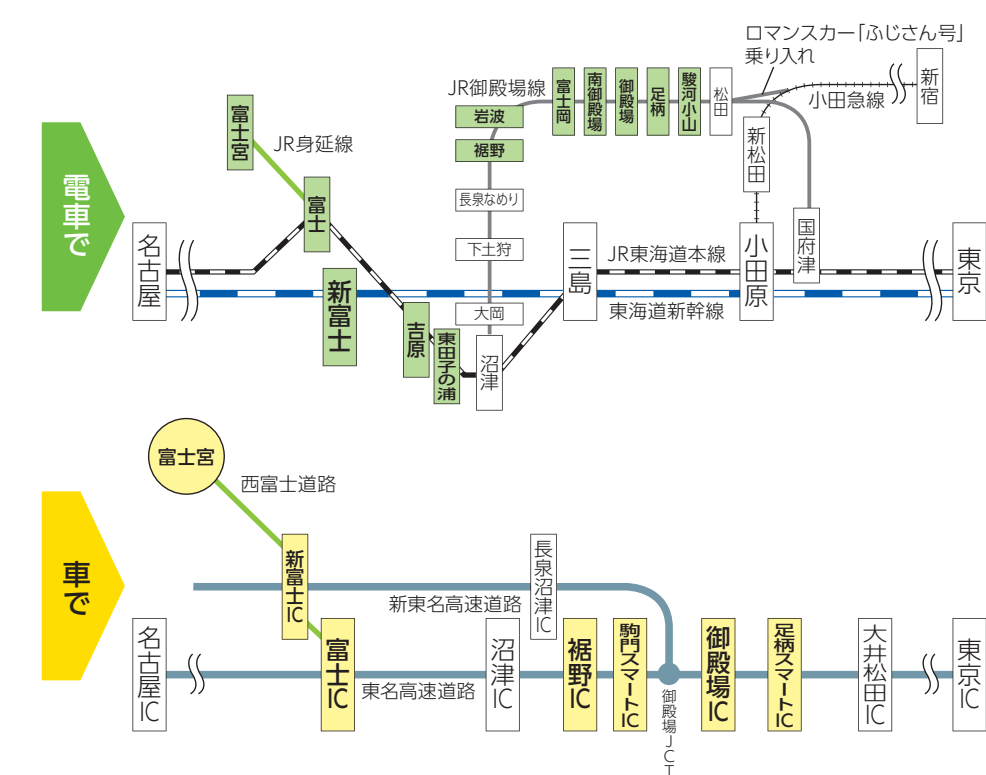 電車で
ロマンスカー「ふじさん号」
乗り入れ
JR御殿場線
富士岡
南御殿場
御殿場
足柄
駿河小山
松田
小田急線
新宿
岩波
裾野
長泉なめり
下土狩
大岡
沼津
富士宮
JR身延線
富士
新松田
国府津
名古屋
新富士
吉原
東田子の浦
三島
JR東海道本線
東海道新幹線
小田原
東京
車で
富士宮
西富士道路
新富士IC
新東名高速道路
長泉沼津IC
名古屋IC
富士IC
東名高速道路
沼津IC
裾野IC
駒門スマートIC
御殿場JCT
御殿場IC
足柄スマートIC
大井松田IC
東京IC